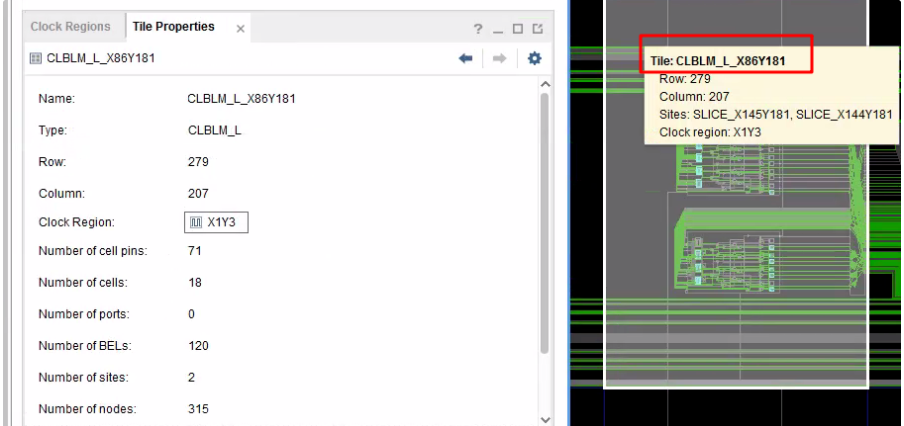 Clock Regions Tile Properties × ? _
CLBLM_L_X86Y181
Name: CLBLM_L_X86Y181
Type: CLBLM_L
Row: 279
Column: 207
Clock Region: X1Y3
Number of cell pins: 71
Number of cells: 18
Number of ports: 0
Number of BELs: 120
Number of sites: 2
Number of nodes: 315
Tile: CLBLM_L_X86Y181
Row: 279
Column: 207
Sites: SLICE_X145Y181, SLICE_X144Y181
Clock region: X1Y3